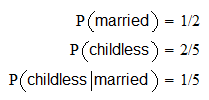 P(married) = 1/2
P(childless) = 2/5
P(childless|married) = 1/5